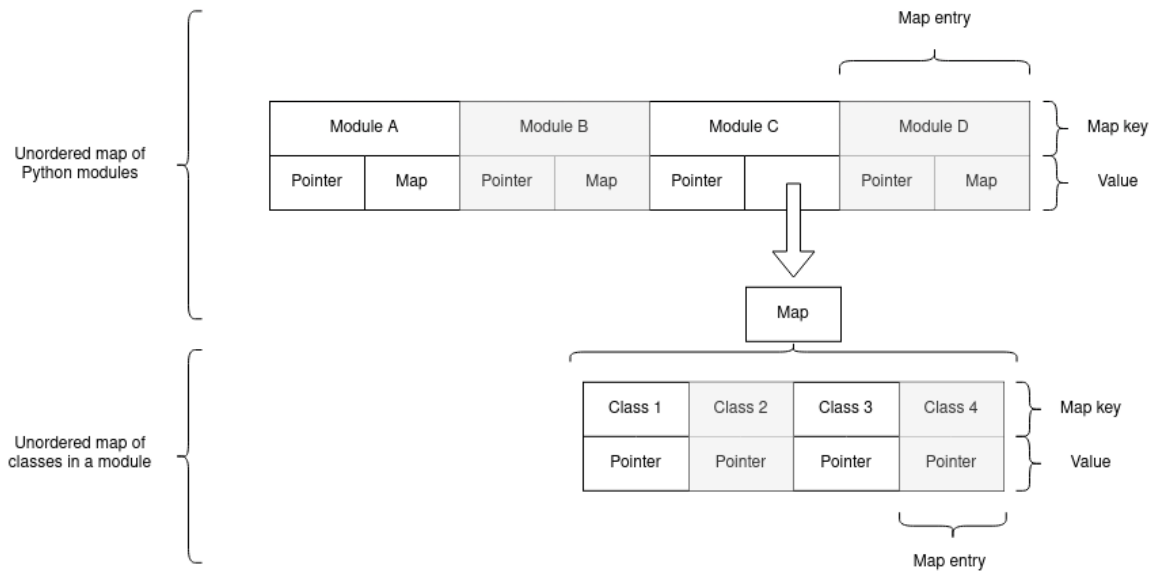 Map entry
Module A Module B Module C Module D
Map key
Unordered map of
Python modules
Pointer Map Pointer Map Pointer Pointer Map
Value
Map
Class 1 Class 2 Class 3 Class 4
Map key
Unordered map of
classes in a module
Pointer Pointer Pointer Pointer
Value
Map entry